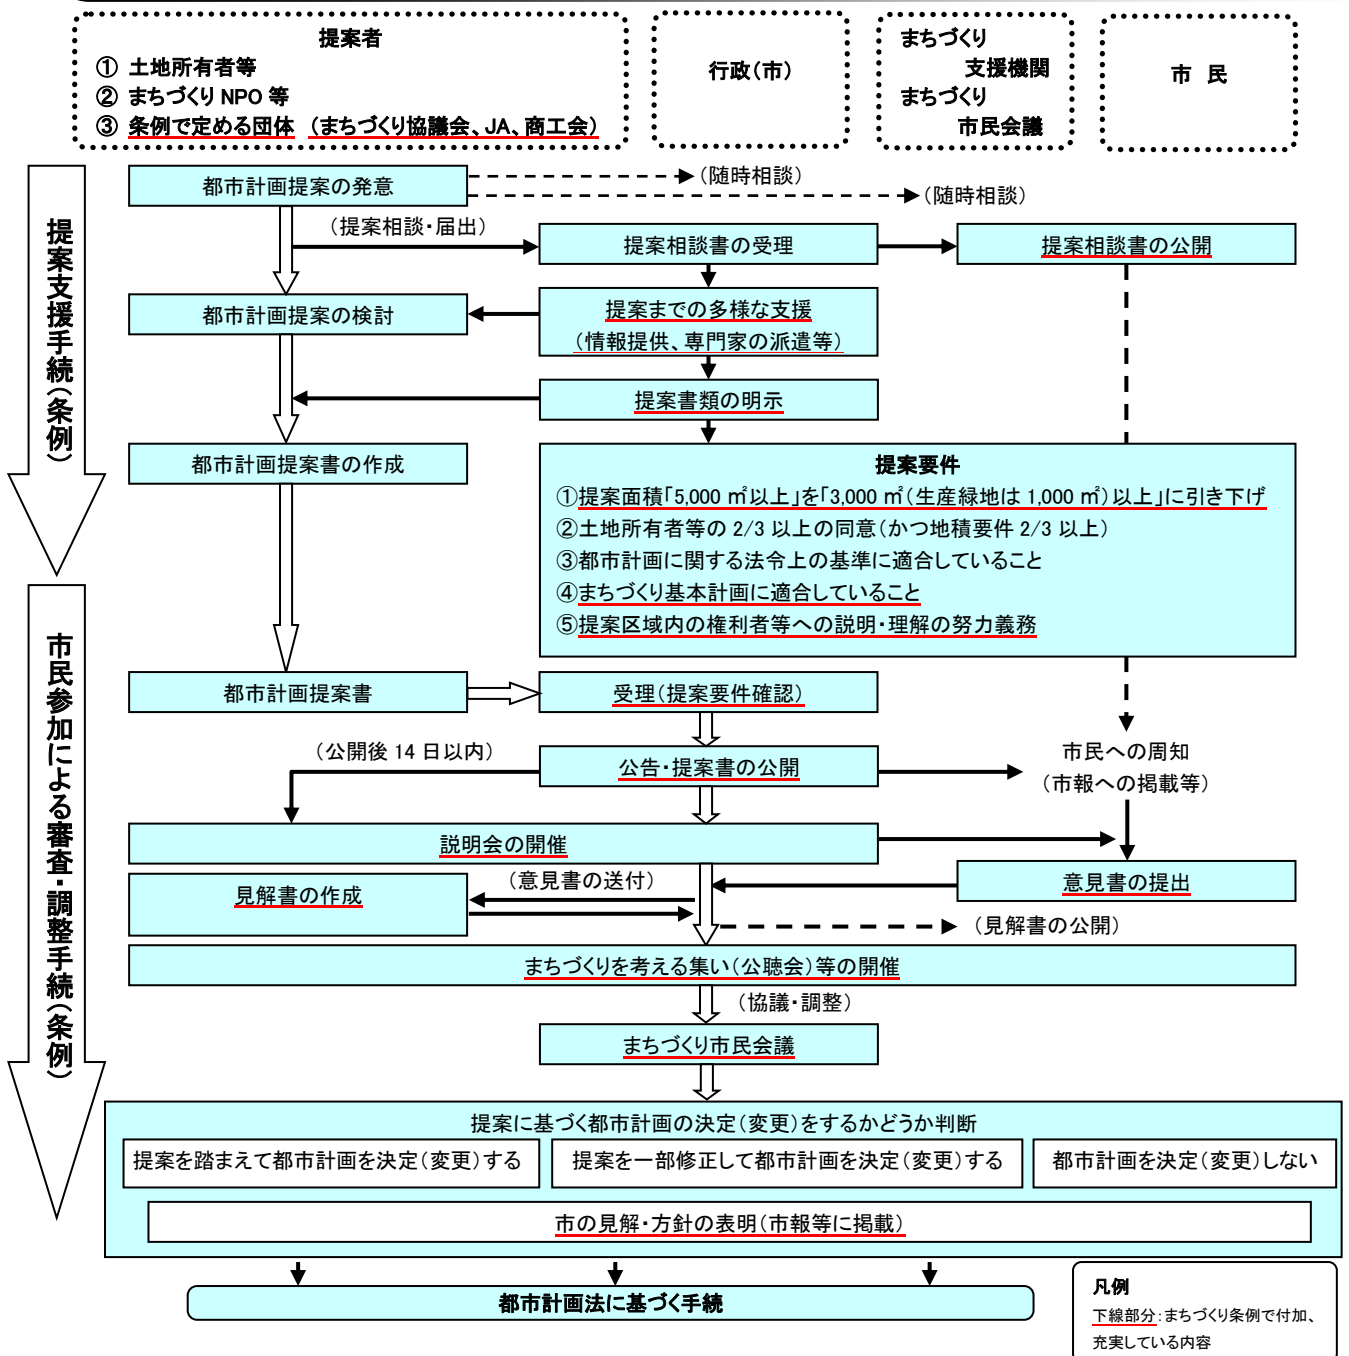 提案者
① 土地所有者等
② まちづくり NPO 等
③ 条例で定める団体 (まちづくり協議会、JA、商工会)
行政(市)
まちづくり
支援機関
まちづくり
市民会議
市 民
提案支援手続(条例)
都市計画提案の発意
(随時相談)
(随時相談)
(提案相談・届出)
提案相談書の受理
提案相談書の公開
都市計画提案の検討
提案までの多様な支援
(情報提供、専門家の派遣等)
提案書類の明示
都市計画提案書の作成
提案要件
①提案面積「5,000 ㎡以上」を「3,000 ㎡(生産緑地は 1,000 ㎡)以上」に引き下げ
②土地所有者等の 2/3 以上の同意(かつ地積要件 2/3 以上)
③都市計画に関する法令上の基準に適合していること
④まちづくり基本計画に適合していること
⑤提案区域内の権利者等への説明・理解の努力義務
市民参加による審査・調整手続(条例)
都市計画提案書
受理(提案要件確認)
(公開後 14 日以内)
公告・提案書の公開
市民への周知
(市報への掲載等)
説明会の開催
見解書の作成
(意見書の送付)
意見書の提出
(見解書の公開)
まちづくりを考える集い(公聴会)等の開催
(協議・調整)
まちづくり市民会議
提案に基づく都市計画の決定(変更)をするかどうか判断
提案を踏まえて都市計画を決定(変更)する
提案を一部修正して都市計画を決定(変更)する
都市計画を決定(変更)しない
市の見解・方針の表明(市報等に掲載)
都市計画法に基づく手続
凡例
下線部分:まちづくり条例で付加、
充実している内容